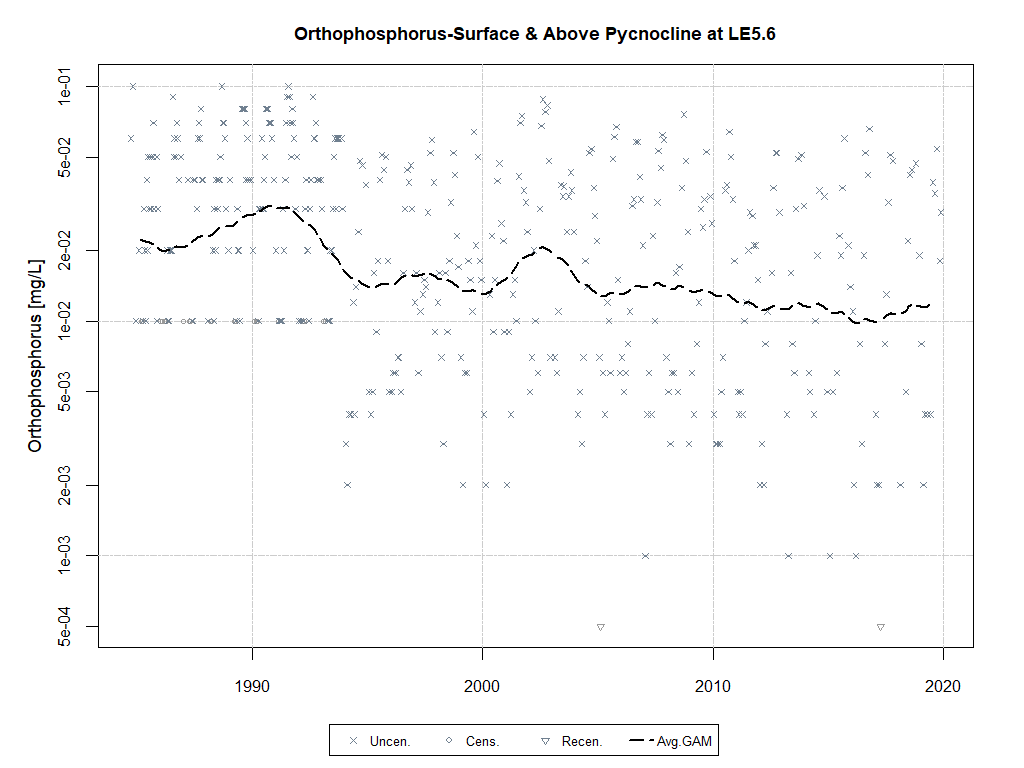 Orthophosphorus-Surface & Above Pycnocline at LE5.6
Orthophosphorus [mg/L]
1e-01
5e-02
2e-02
1e-02
5e-03
2e-03
1e-03
5e-04
1990 2000 2010 2020
Uncen. Cens. Recen. Avg.GAM